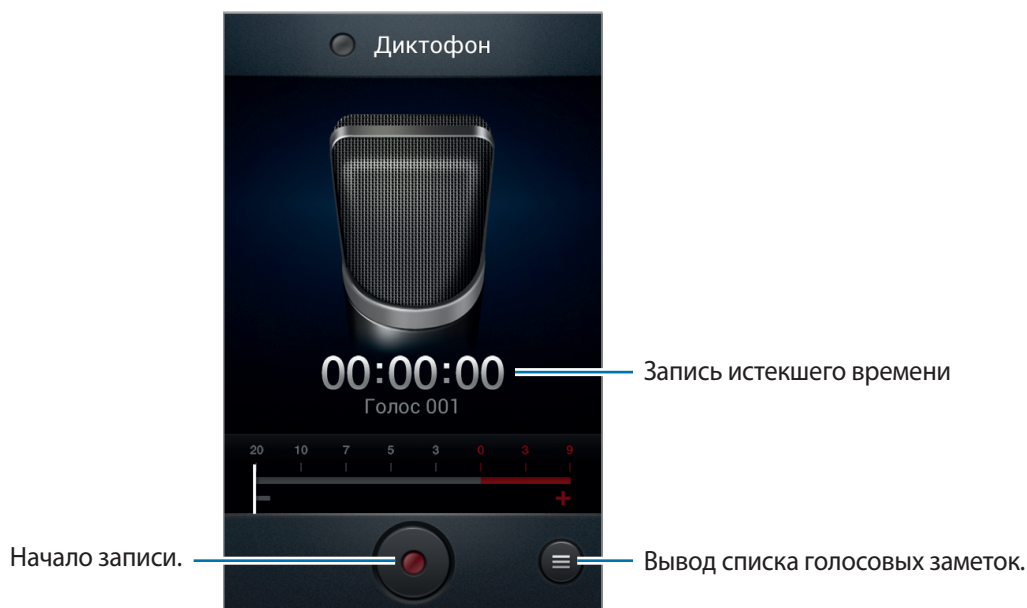 Диктофон
00:00:00
Запись истекшего времени
Голос 001
20 10 7 5 3 0 3 9
− +
Начало записи.
Вывод списка голосовых заметок.